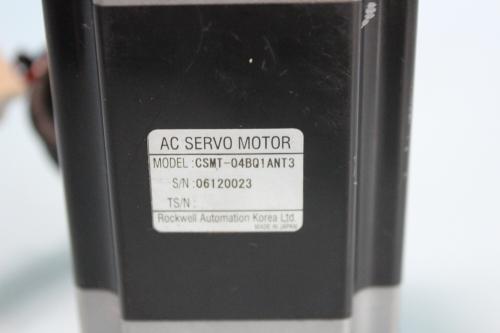 AC SERVO MOTOR
MODEL : CSMT-04BQ1ANT3
S/N : 06120023
TS/N :
Rockwell Automation Korea Ltd.
MADE IN JAPAN